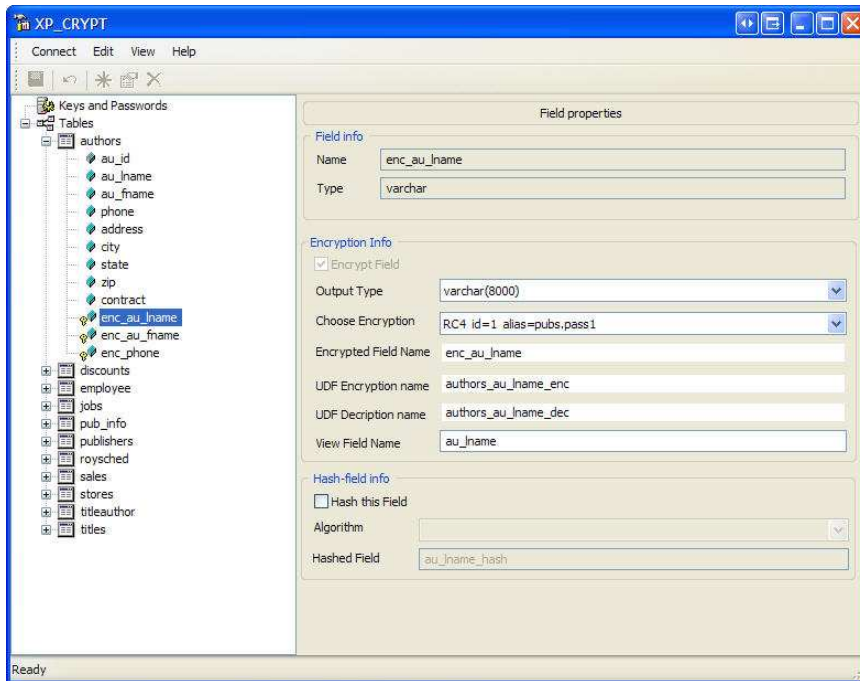 XP_CRYPT
Connect Edit View Help
Keys and Passwords
Tables
authors
au_id
au_lname
au_fname
phone
address
city
state
zip
contract
enc_au_lname
enc_au_fname
enc_phone
discounts
employee
jobs
pub_info
publishers
roysched
sales
stores
titleauthor
titles
Field properties
Field info
Name enc_au_lname
Type varchar
Encryption Info
Encrypt Field
Output Type varchar(8000)
Choose Encryption RC4 id=1 alias=pubs.pass1
Encrypted Field Name enc_au_lname
UDF Encryption name authors_au_lname_enc
UDF Decription name authors_au_lname_dec
View Field Name au_lname
Hash-field info
Hash this Field
Algorithm
Hashed Field au_lname_hash
Ready